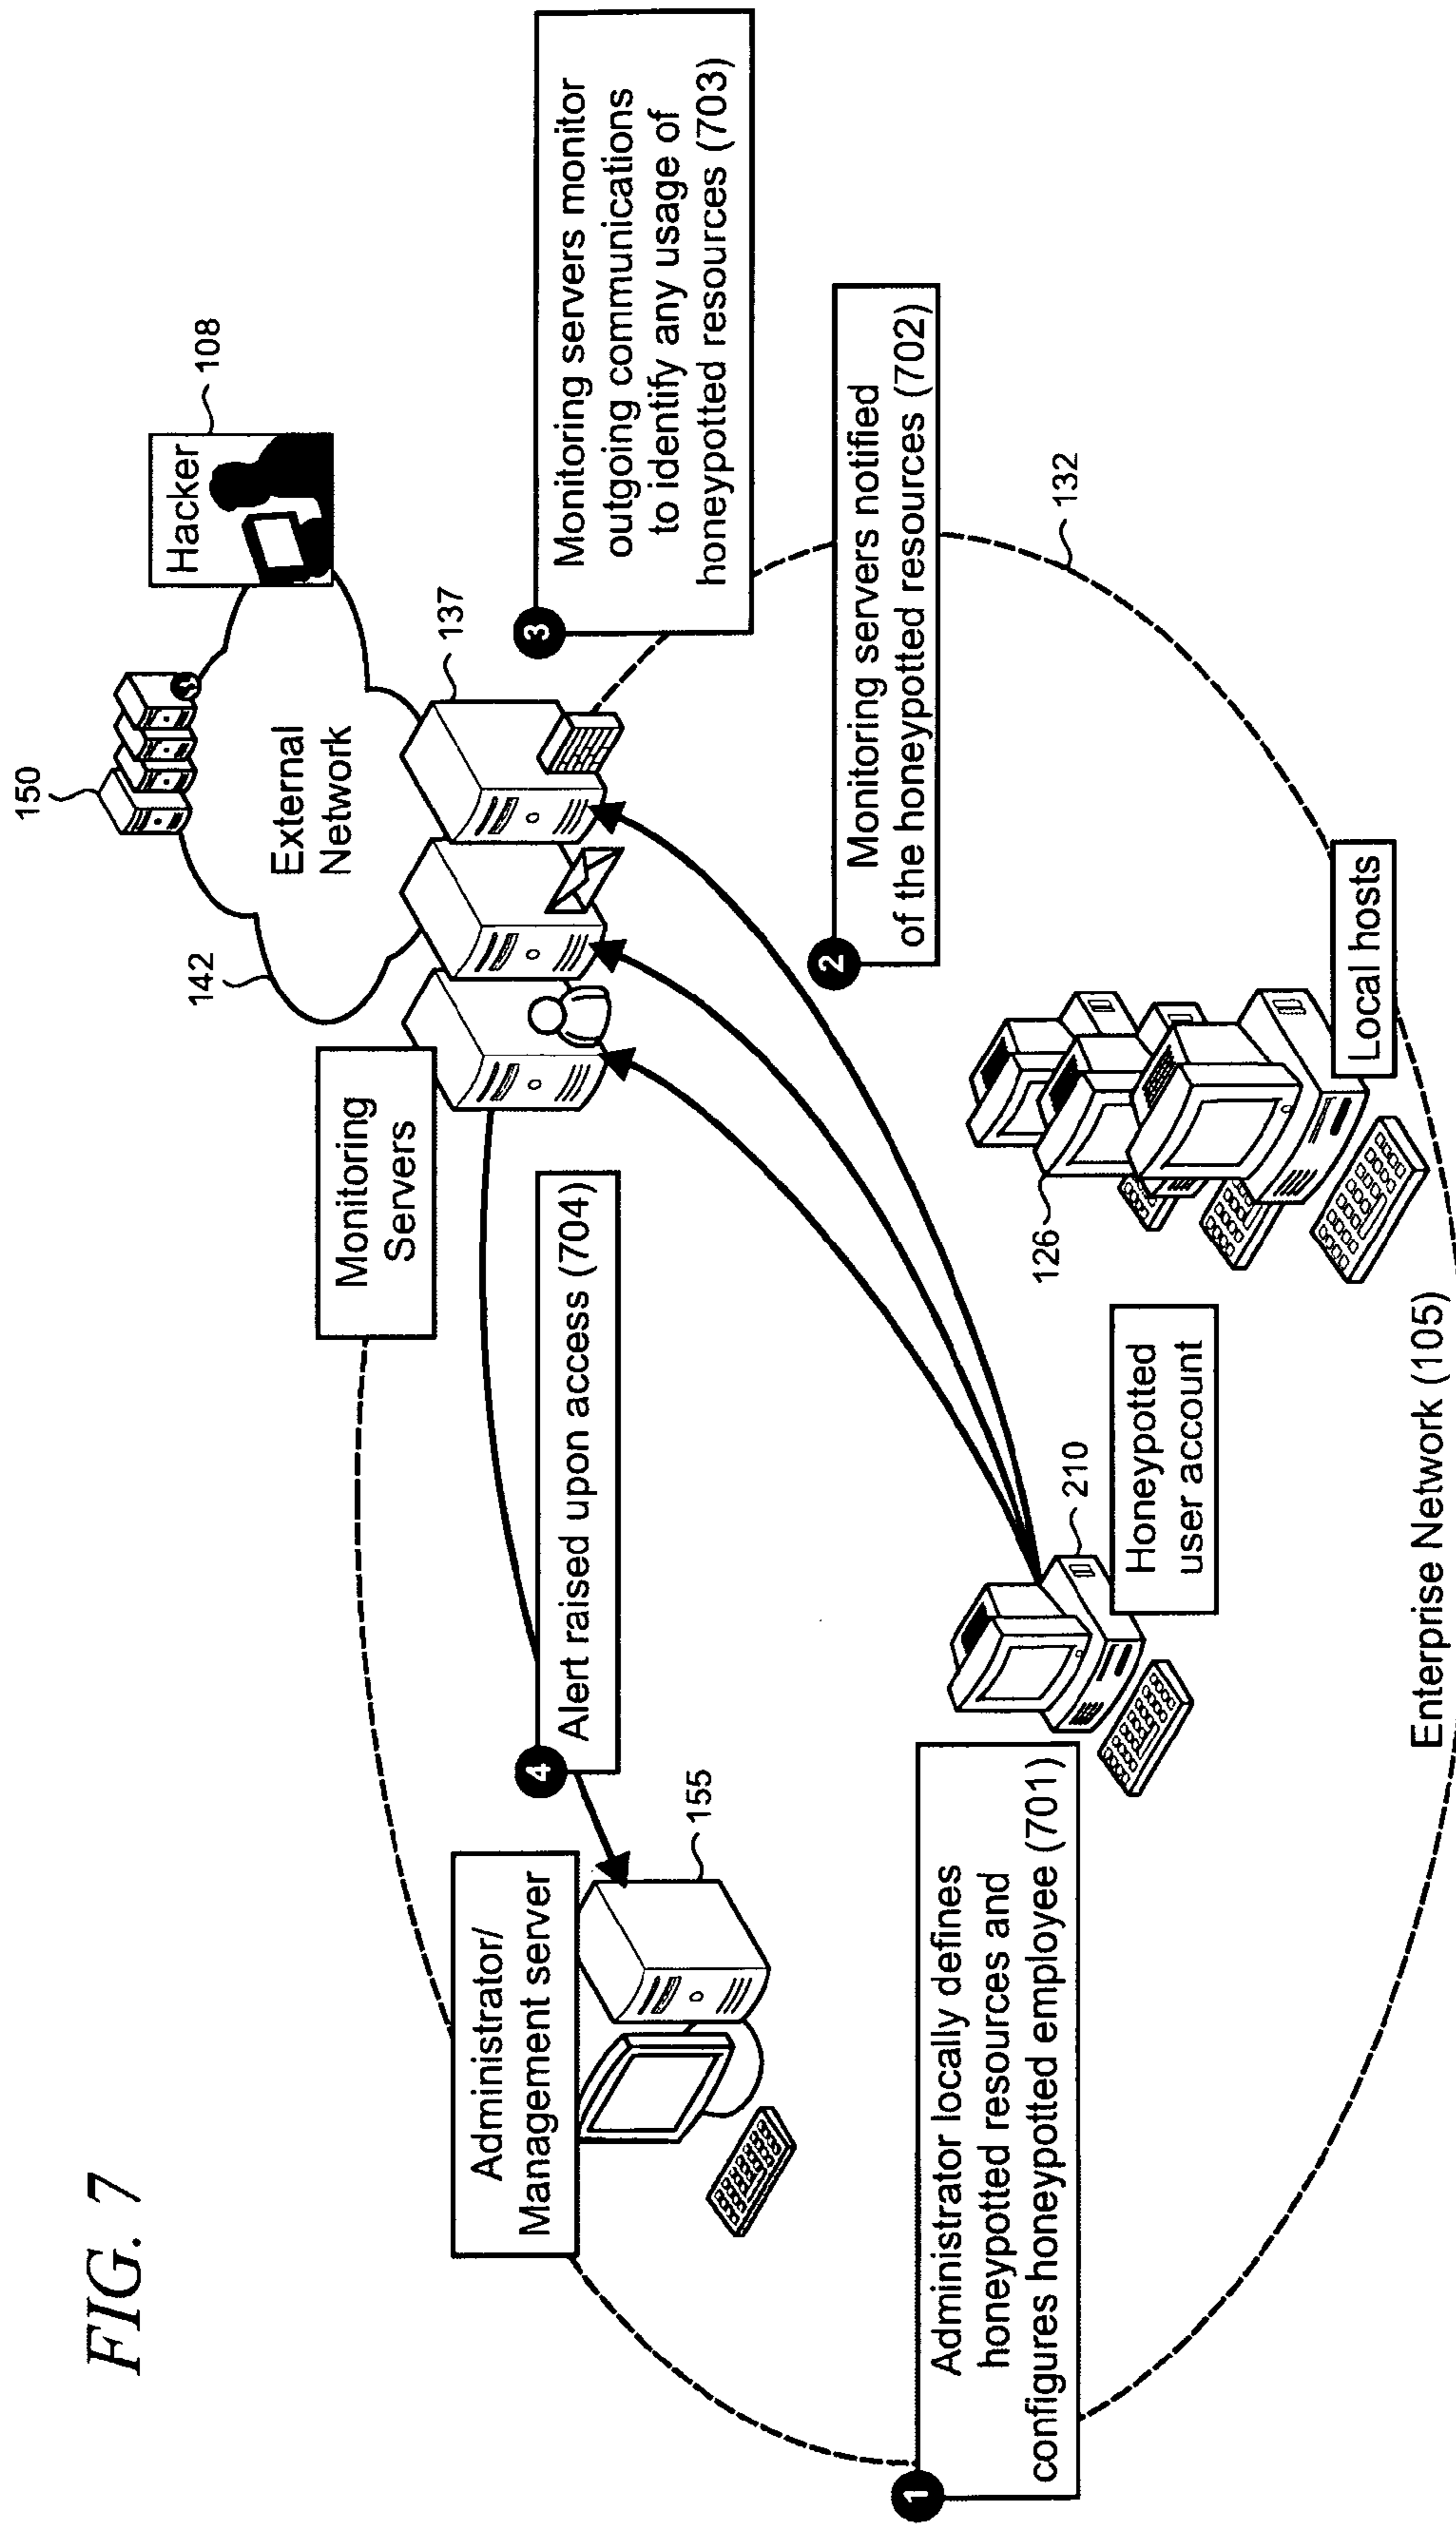 FIG. 7
150
142
External
Network
Hacker
108
137
Monitoring
Servers
3
Monitoring servers monitor
outgoing communications
to identify any usage of
honeypotted resources (703)
Administrator/
Management server
155
4
Alert raised upon access (704)
2
Monitoring servers notified
of the honeypotted resources (702)
132
1
Administrator locally defines
honeypotted resources and
configures honeypotted employee (701)
210
Honeypotted
user account
126
Local hosts
Enterprise Network (105)